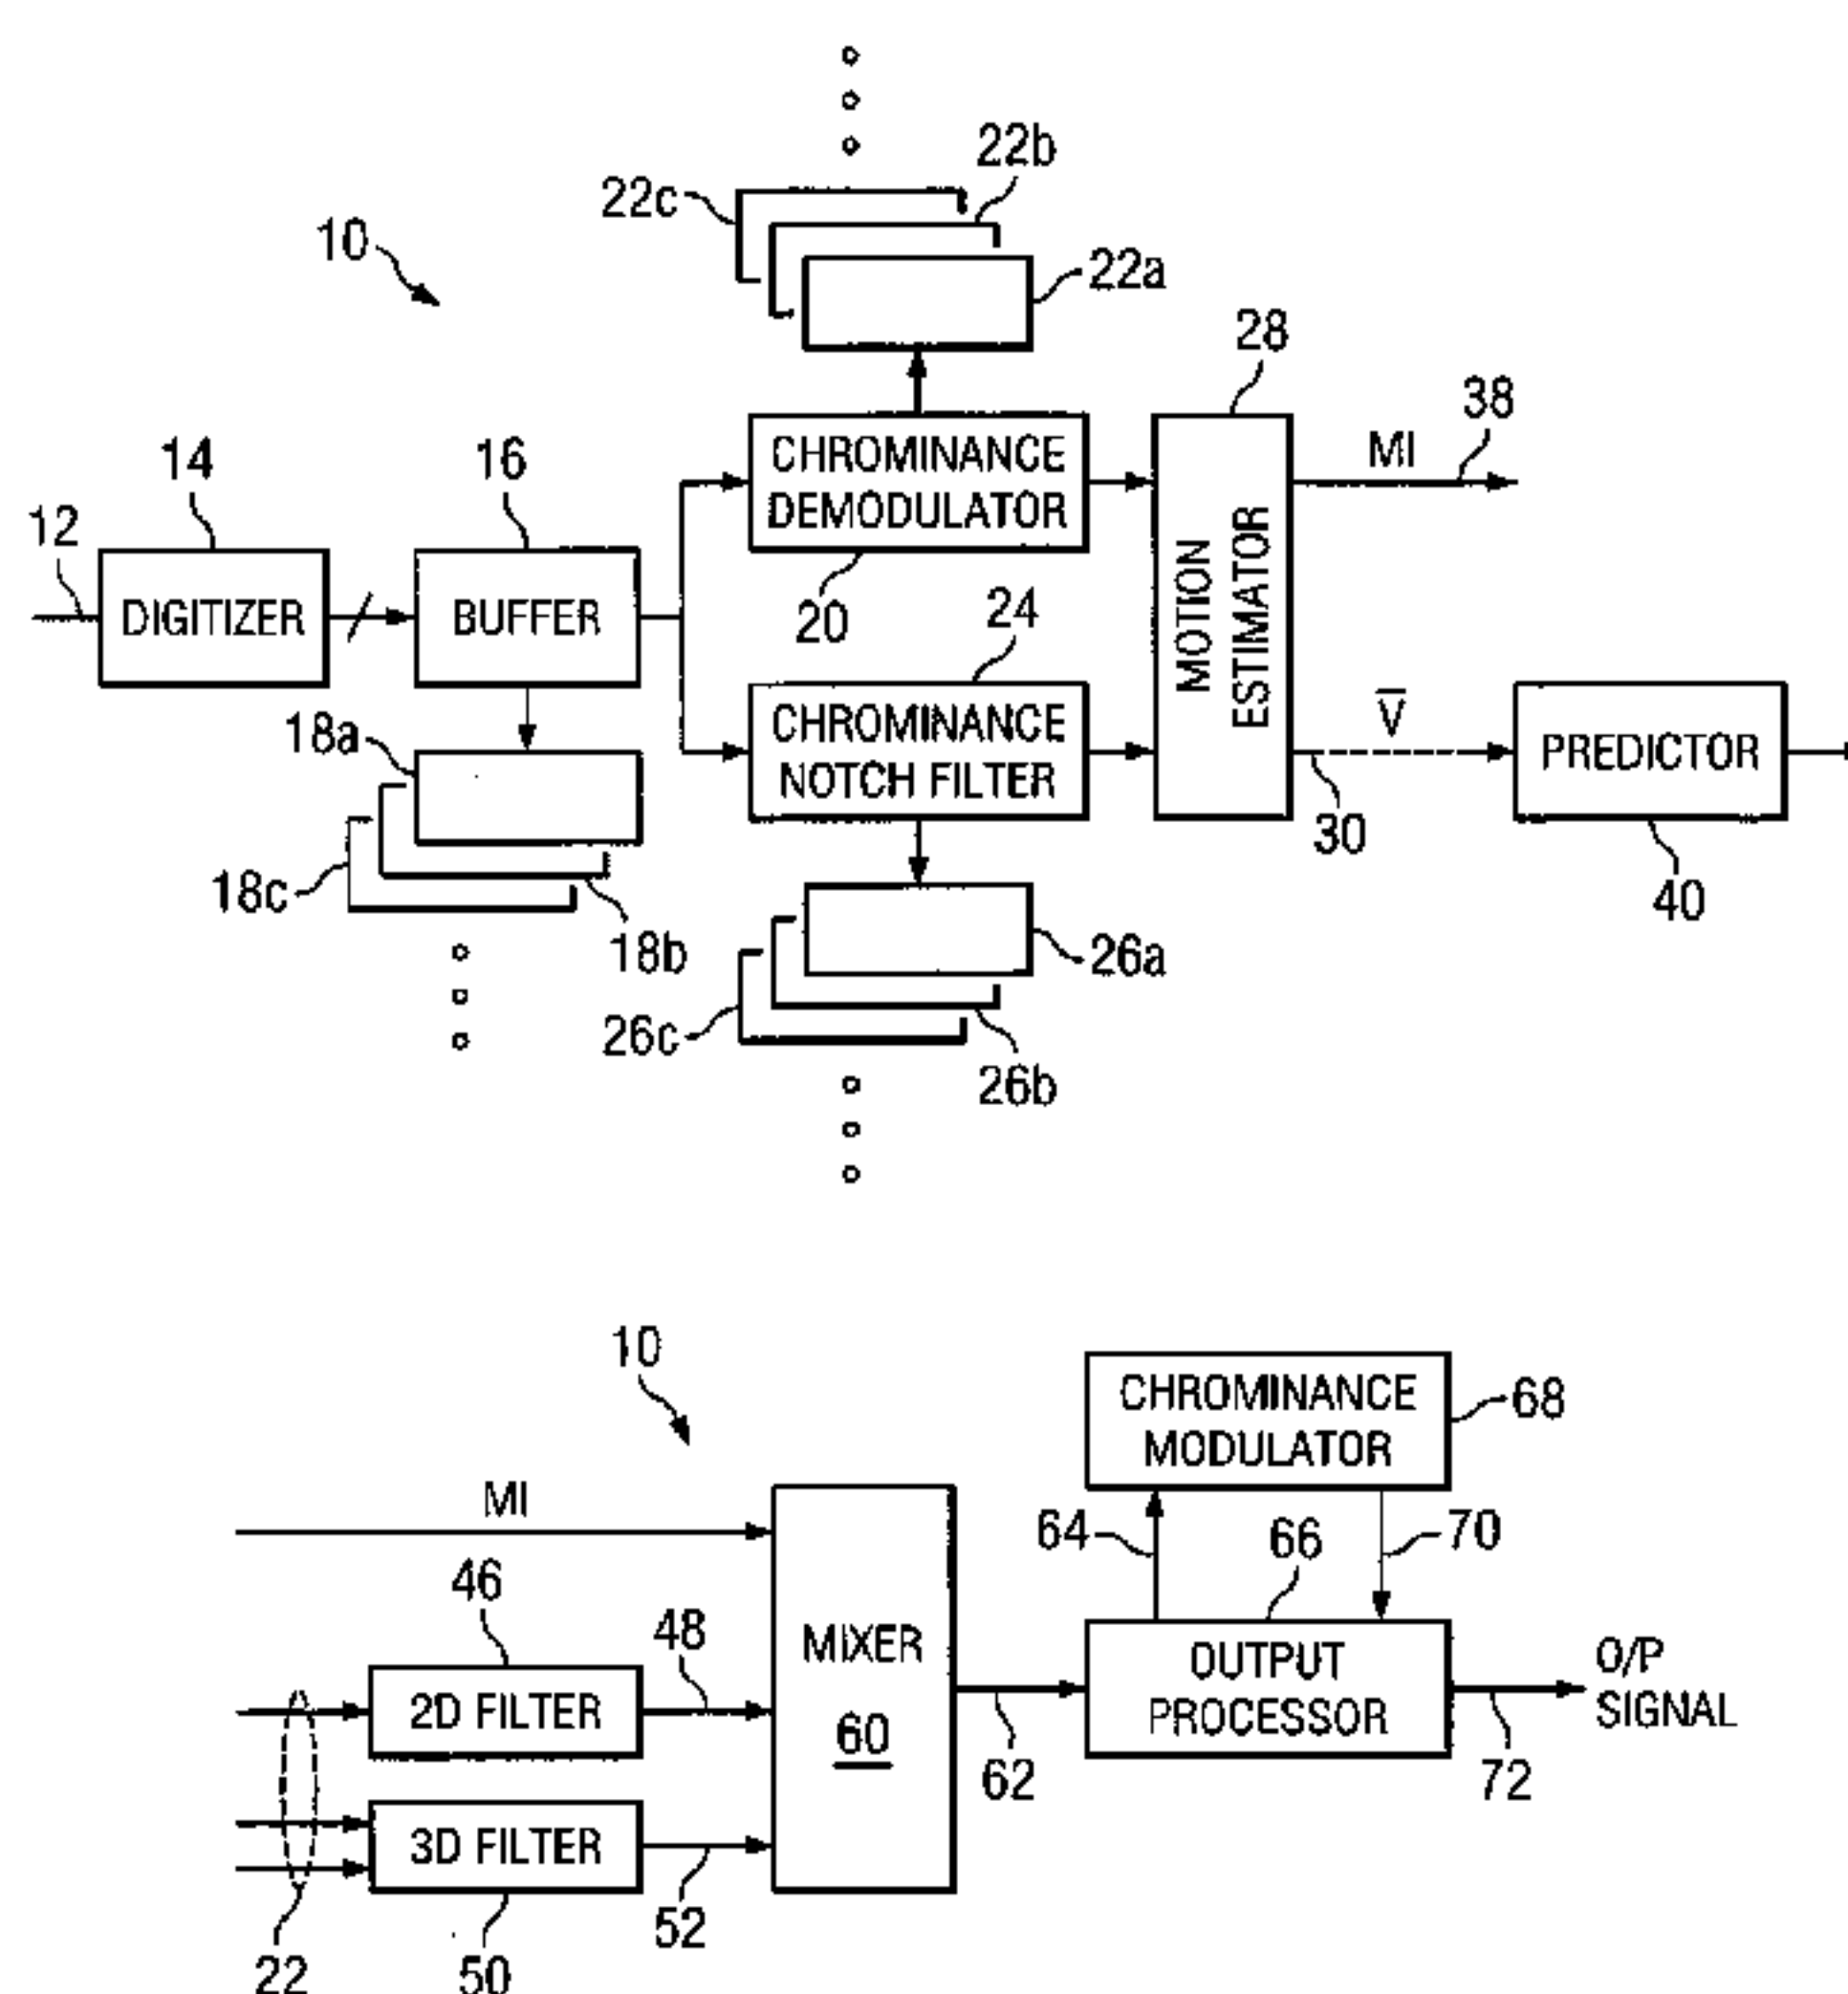 22b
22c
10
22a
28
38
14
16
CHROMINANCE
DEMODULATOR
MI
12
DIGITIZER
BUFFER
20
24
MOTION
ESTIMATOR
18a
CHROMINANCE
NOTCH FILTER
V̅
PREDICTOR
30
18c
18b
26a
40
26c
26b
10
CHROMINANCE
MODULATOR
68
MI
64
66
70
46
48
MIXER
60
2D FILTER
OUTPUT
PROCESSOR
O/P
SIGNAL
62
72
3D FILTER
52
22
50